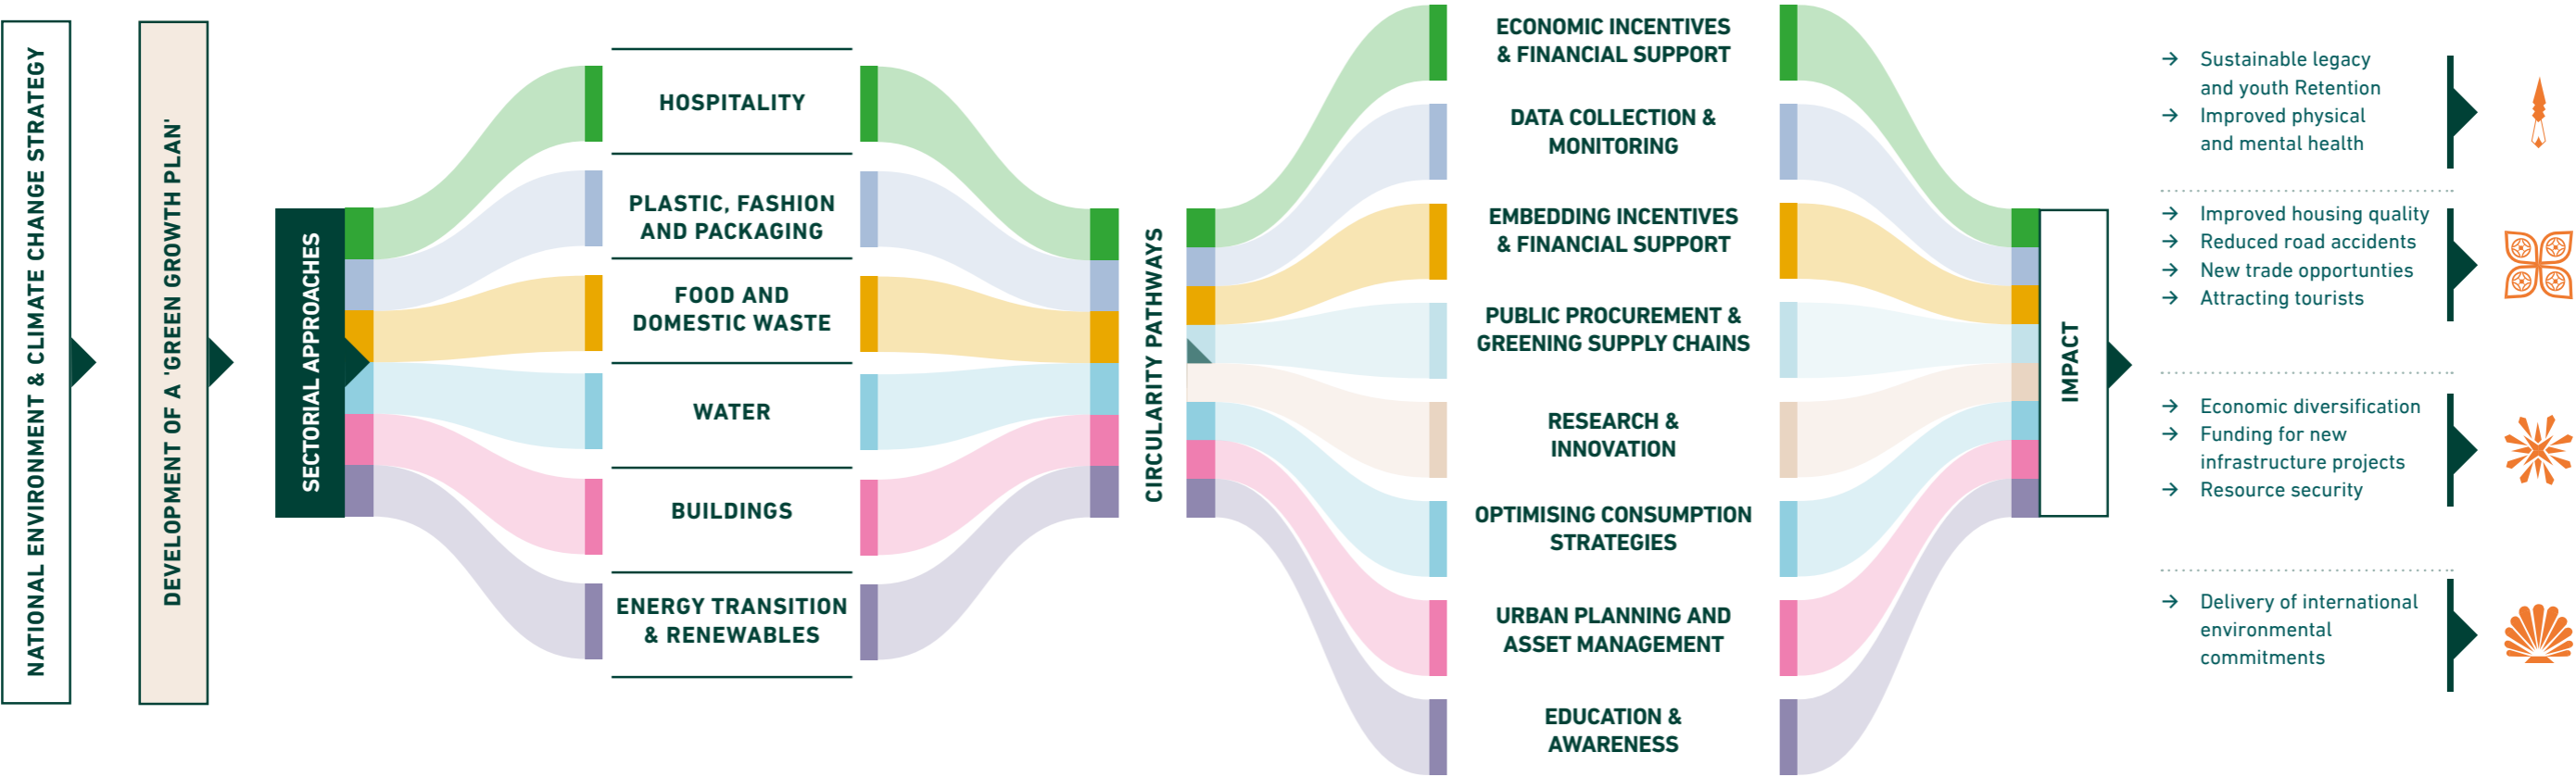 NATIONAL ENVIRONMENT & CLIMATE CHANGE STRATEGY
DEVELOPMENT OF A 'GREEN GROWTH PLAN'
SECTORIAL APPROACHES
HOSPITALITY
PLASTIC, FASHION
AND PACKAGING
FOOD AND
DOMESTIC WASTE
WATER
BUILDINGS
ENERGY TRANSITION
& RENEWABLES
CIRCULARITY PATHWAYS
ECONOMIC INCENTIVES
& FINANCIAL SUPPORT
DATA COLLECTION &
MONITORING
EMBEDDING INCENTIVES
& FINANCIAL SUPPORT
PUBLIC PROCUREMENT &
GREENING SUPPLY CHAINS
RESEARCH &
INNOVATION
OPTIMISING CONSUMPTION
STRATEGIES
URBAN PLANNING AND
ASSET MANAGEMENT
EDUCATION &
AWARENESS
IMPACT
→ Sustainable legacy
and youth Retention
→ Improved physical
and mental health
→ Improved housing quality
→ Reduced road accidents
→ New trade opportunties
→ Attracting tourists
→ Economic diversification
→ Funding for new
infrastructure projects
→ Resource security
→ Delivery of international
environmental
commitments